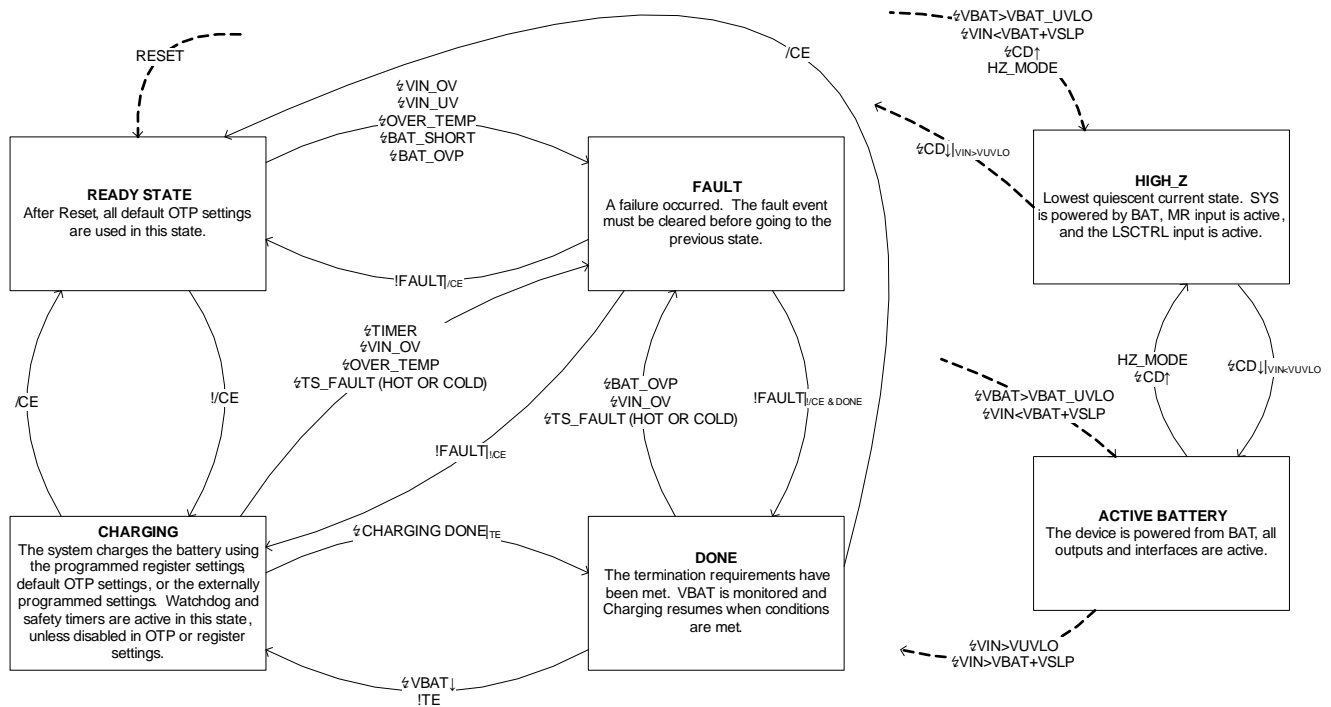 RESET
/CE
↯VIN_OV
↯VIN_UV
↯OVER_TEMP
↯BAT_SHORT
↯BAT_OVP
READY STATE
After Reset, all default OTP settings
are used in this state.
FAULT
A failure occurred. The fault event
must be cleared before going to the
previous state.
!FAULT|/CE
↯TIMER
↯VIN_OV
↯OVER_TEMP
↯TS_FAULT (HOT OR COLD)
/CE
!/CE
↯BAT_OVP
↯VIN_OV
↯TS_FAULT (HOT OR COLD)
!FAULT|!/CE & DONE
!FAULT|!/CE
CHARGING
The system charges the battery using
the programmed register settings,
default OTP settings, or the externally
programmed settings. Watchdog and
safety timers are active in this state,
unless disabled in OTP or register
settings.
↯CHARGING DONE|TE
DONE
The termination requirements have
been met. VBAT is monitored and
Charging resumes when conditions
are met.
↯VBAT↓
!TE
↯VBAT>VBAT_UVLO
↯VIN<VBAT+VSLP
↯CD↑
HZ_MODE
↯CD↓|VIN>VUVLO
HIGH_Z
Lowest quiescent current state. SYS
is powered by BAT, MR input is active,
and the LSCTRL input is active.
HZ_MODE
↯CD↑
↯CD↓|VIN<VUVLO
↯VBAT>VBAT_UVLO
↯VIN<VBAT+VSLP
ACTIVE BATTERY
The device is powered from BAT, all
outputs and interfaces are active.
↯VIN>VUVLO
↯VIN>VBAT+VSLP